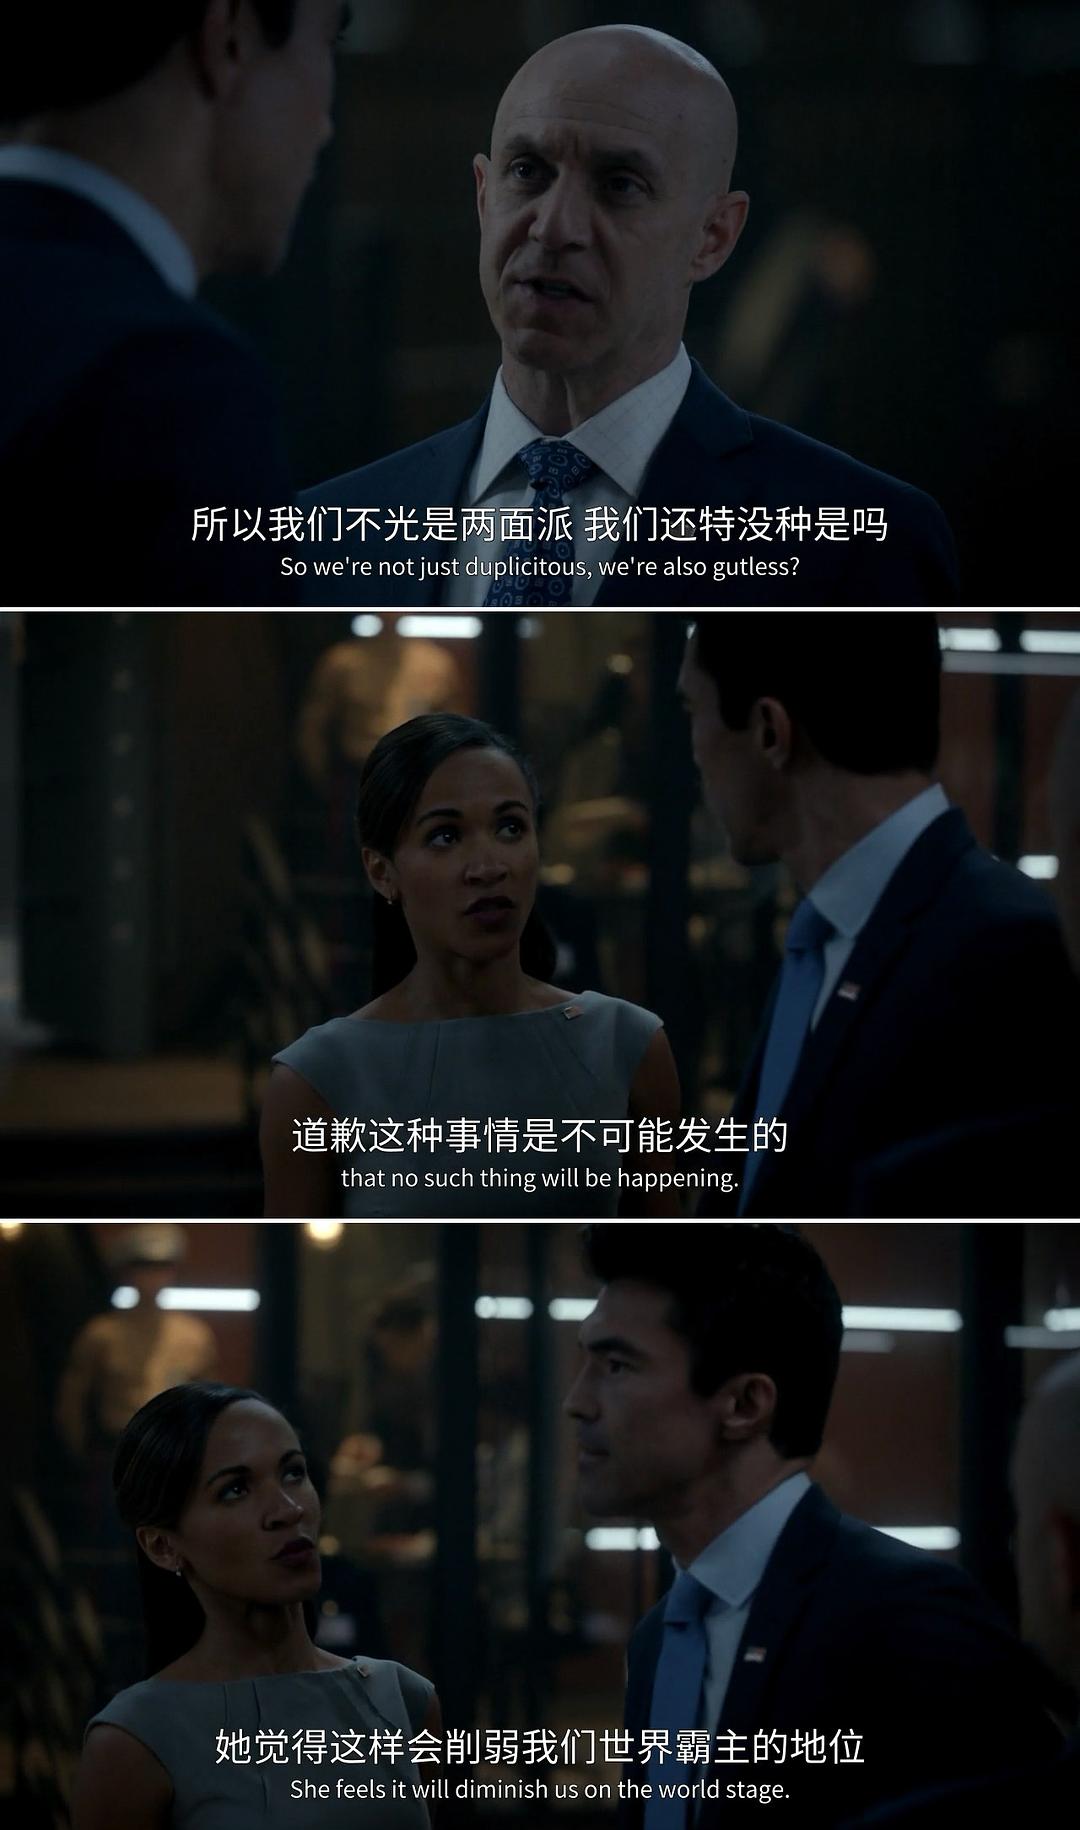 所以我们不光是两面派 我们还特没种是吗
So we're not just duplicitous, we're also gutless?
道歉这种事情是不可能发生的
that no such thing will be happening.
她觉得这样会削弱我们世界霸主的地位
She feels it will diminish us on the world stage.